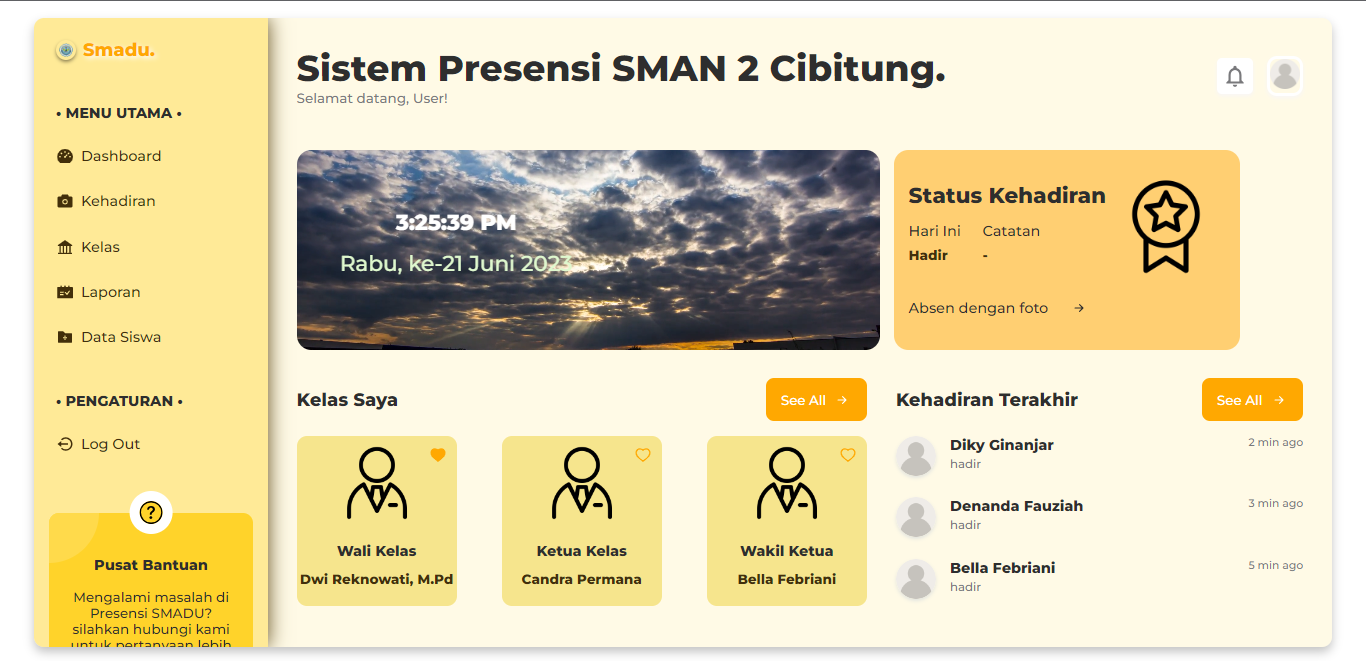 Smadu.
• MENU UTAMA •
Dashboard
Kehadiran
Kelas
Laporan
Data Siswa
• PENGATURAN •
Log Out
?
Pusat Bantuan
Mengalami masalah di
Presensi SMADU?
silahkan hubungi kami
untuk pertanyaan lebih
Sistem Presensi SMAN 2 Cibitung.
Selamat datang, User!
3:25:39 PM
Rabu, ke-21 Juni 2023
Status Kehadiran
Hari Ini Catatan
Hadir -
Absen dengan foto →
Kelas Saya
See All →
Wali Kelas
Dwi Reknowati, M.Pd
Ketua Kelas
Candra Permana
Wakil Ketua
Bella Febriani
Kehadiran Terakhir
See All →
Diky Ginanjar
hadir
2 min ago
Denanda Fauziah
hadir
3 min ago
Bella Febriani
hadir
5 min ago